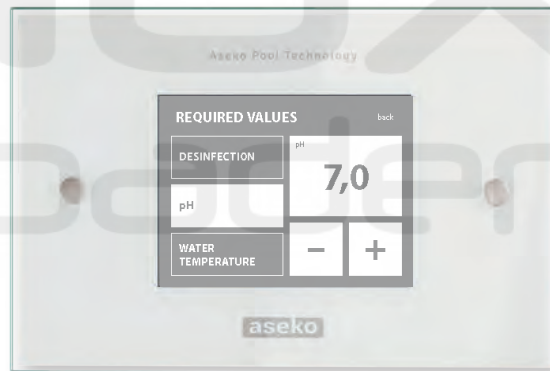 Aseko Pool Technology
REQUIRED VALUES
back
DESINFECTION
pH
7,0
pH
WATER
TEMPERATURE
− +
aseko